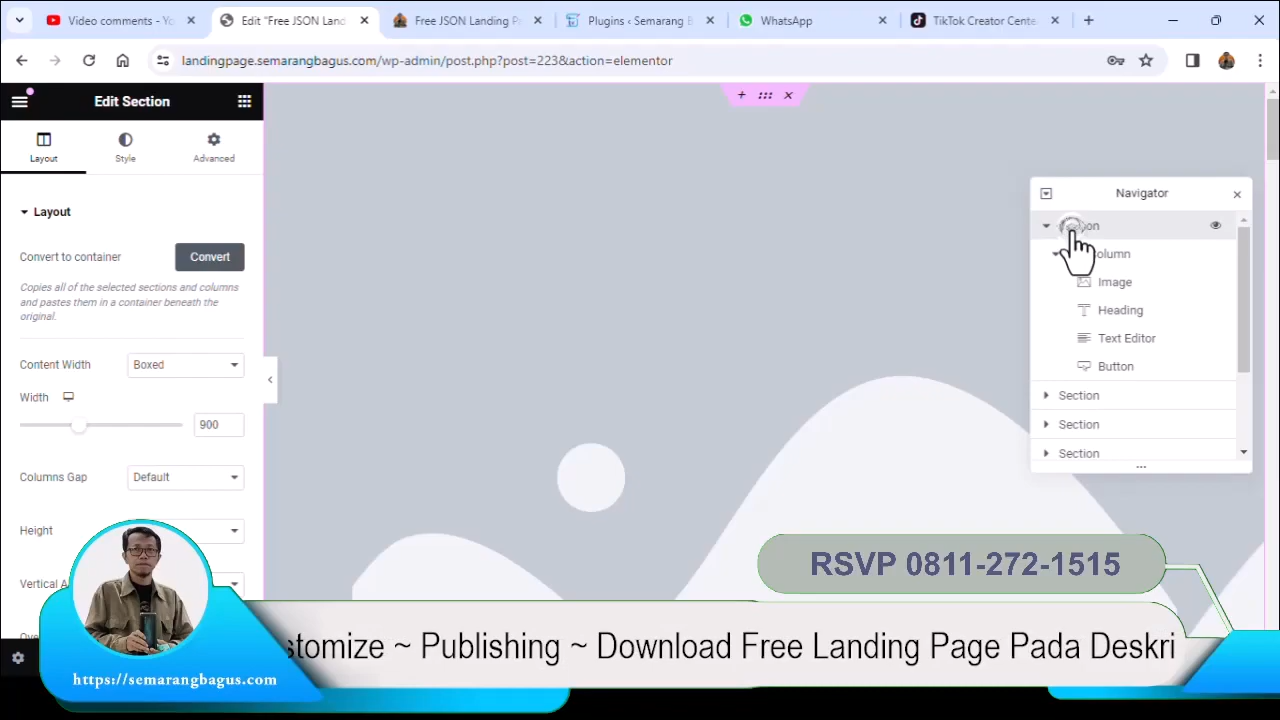 Video comments - Yo
Edit "Free JSON Land
Free JSON Landing Pa
Plugins ‹ Semarang B
WhatsApp
TikTok Creator Cente
landingpage.semarangbagus.com/wp-admin/post.php?post=223&action=elementor
Edit Section
Layout
Style
Advanced
Layout
Convert to container
Convert
Copies all of the selected sections and columns
and pastes them in a container beneath the
original.
Content Width
Boxed
Width
900
Columns Gap
Default
Height
Vertical A
Navigator
Image
Heading
Text Editor
Button
Section
Section
Section
RSVP 0811-272-1515
stomize ~ Publishing ~ Download Free Landing Page Pada Deskri
https://semarangbagus.com